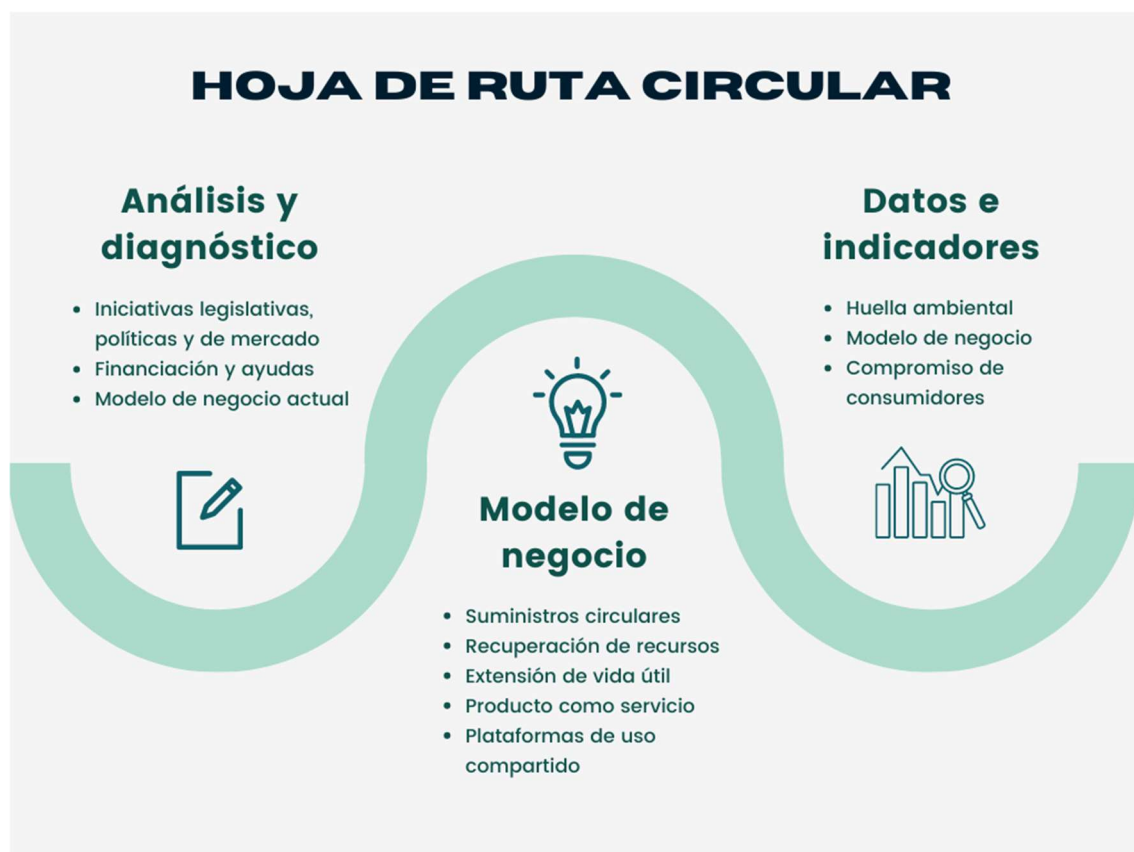 HOJA DE RUTA CIRCULAR
Análisis y
diagnóstico
• Iniciativas legislativas,
políticas y de mercado
• Financiación y ayudas
• Modelo de negocio actual
Modelo de
negocio
• Suministros circulares
• Recuperación de recursos
• Extensión de vida útil
• Producto como servicio
• Plataformas de uso
compartido
Datos e
indicadores
• Huella ambiental
• Modelo de negocio
• Compromiso de
consumidores